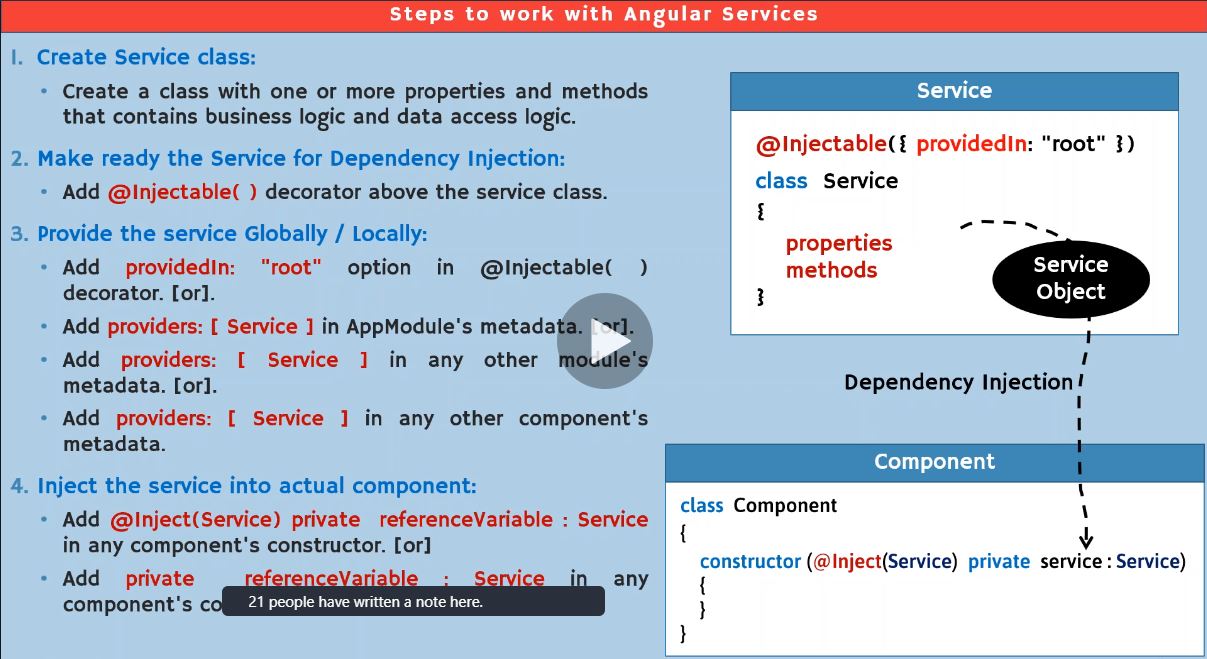 Steps to work with Angular Services
1. Create Service class:
• Create a class with one or more properties and methods
that contains business logic and data access logic.
2. Make ready the Service for Dependency Injection:
• Add @Injectable( ) decorator above the service class.
3. Provide the service Globally / Locally:
• Add providedIn: "root" option in @Injectable( )
decorator. [or].
• Add providers: [ Service ] in AppModule's metadata. [or].
• Add providers: [ Service ] in any other module's
metadata. [or].
• Add providers: [ Service ] in any other component's
metadata.
4. Inject the service into actual component:
• Add @Inject(Service) private referenceVariable : Service
in any component's constructor. [or]
• Add private referenceVariable : Service in any
component's
21 people have written a note here.
Service
@Injectable({ providedIn: "root" })
class Service
{
properties
methods
}
Service
Object
Dependency Injection
Component
class Component
{
constructor (@Inject(Service) private service : Service)
{
}
}